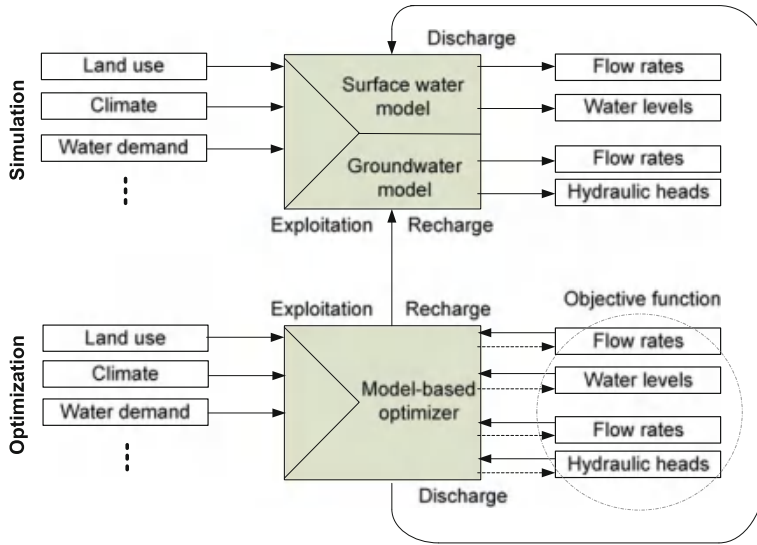 Simulation
Land use
Climate
Water demand
Discharge
Surface water
model
Groundwater
model
Exploitation
Recharge
Flow rates
Water levels
Flow rates
Hydraulic heads
Optimization
Land use
Climate
Water demand
Exploitation
Recharge
Model-based
optimizer
Discharge
Objective function
Flow rates
Water levels
Flow rates
Hydraulic heads